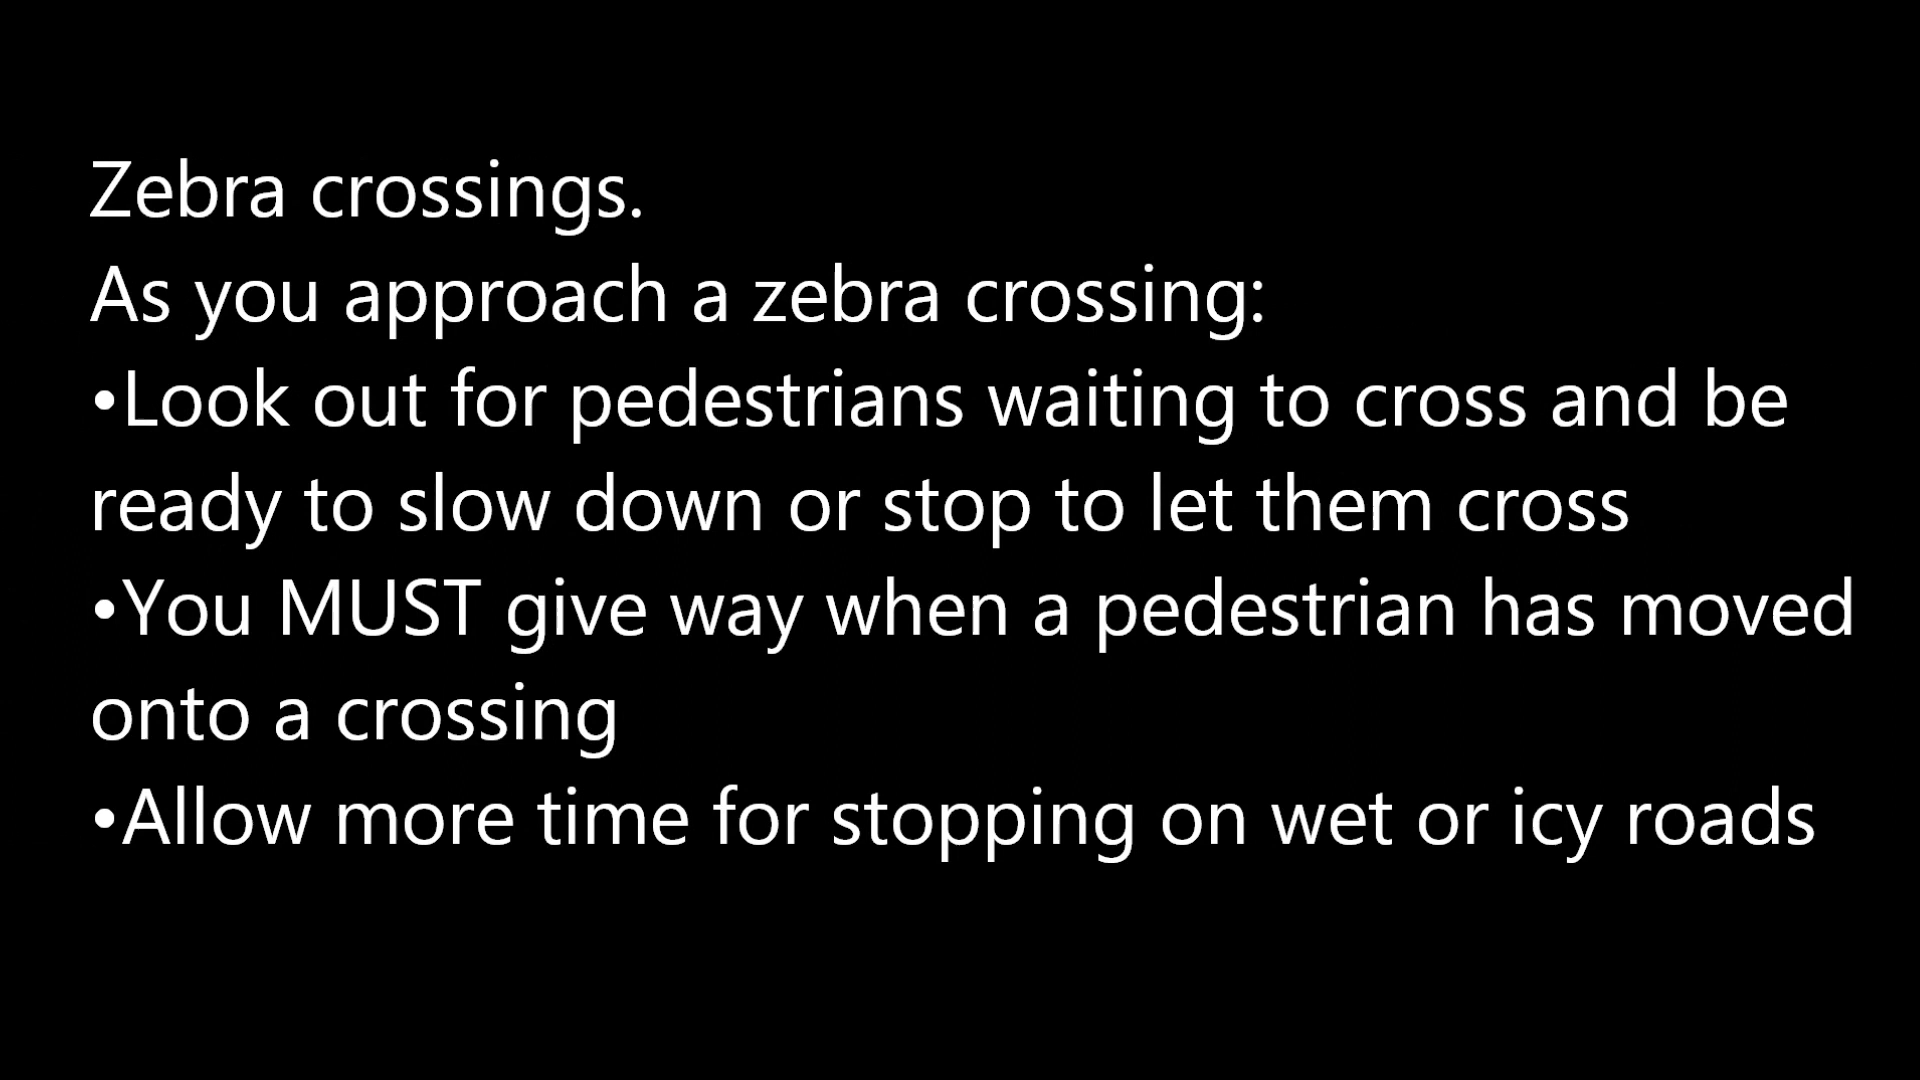 Zebra crossings.
As you approach a zebra crossing:
•Look out for pedestrians waiting to cross and be
ready to slow down or stop to let them cross
•You MUST give way when a pedestrian has moved
onto a crossing
•Allow more time for stopping on wet or icy roads